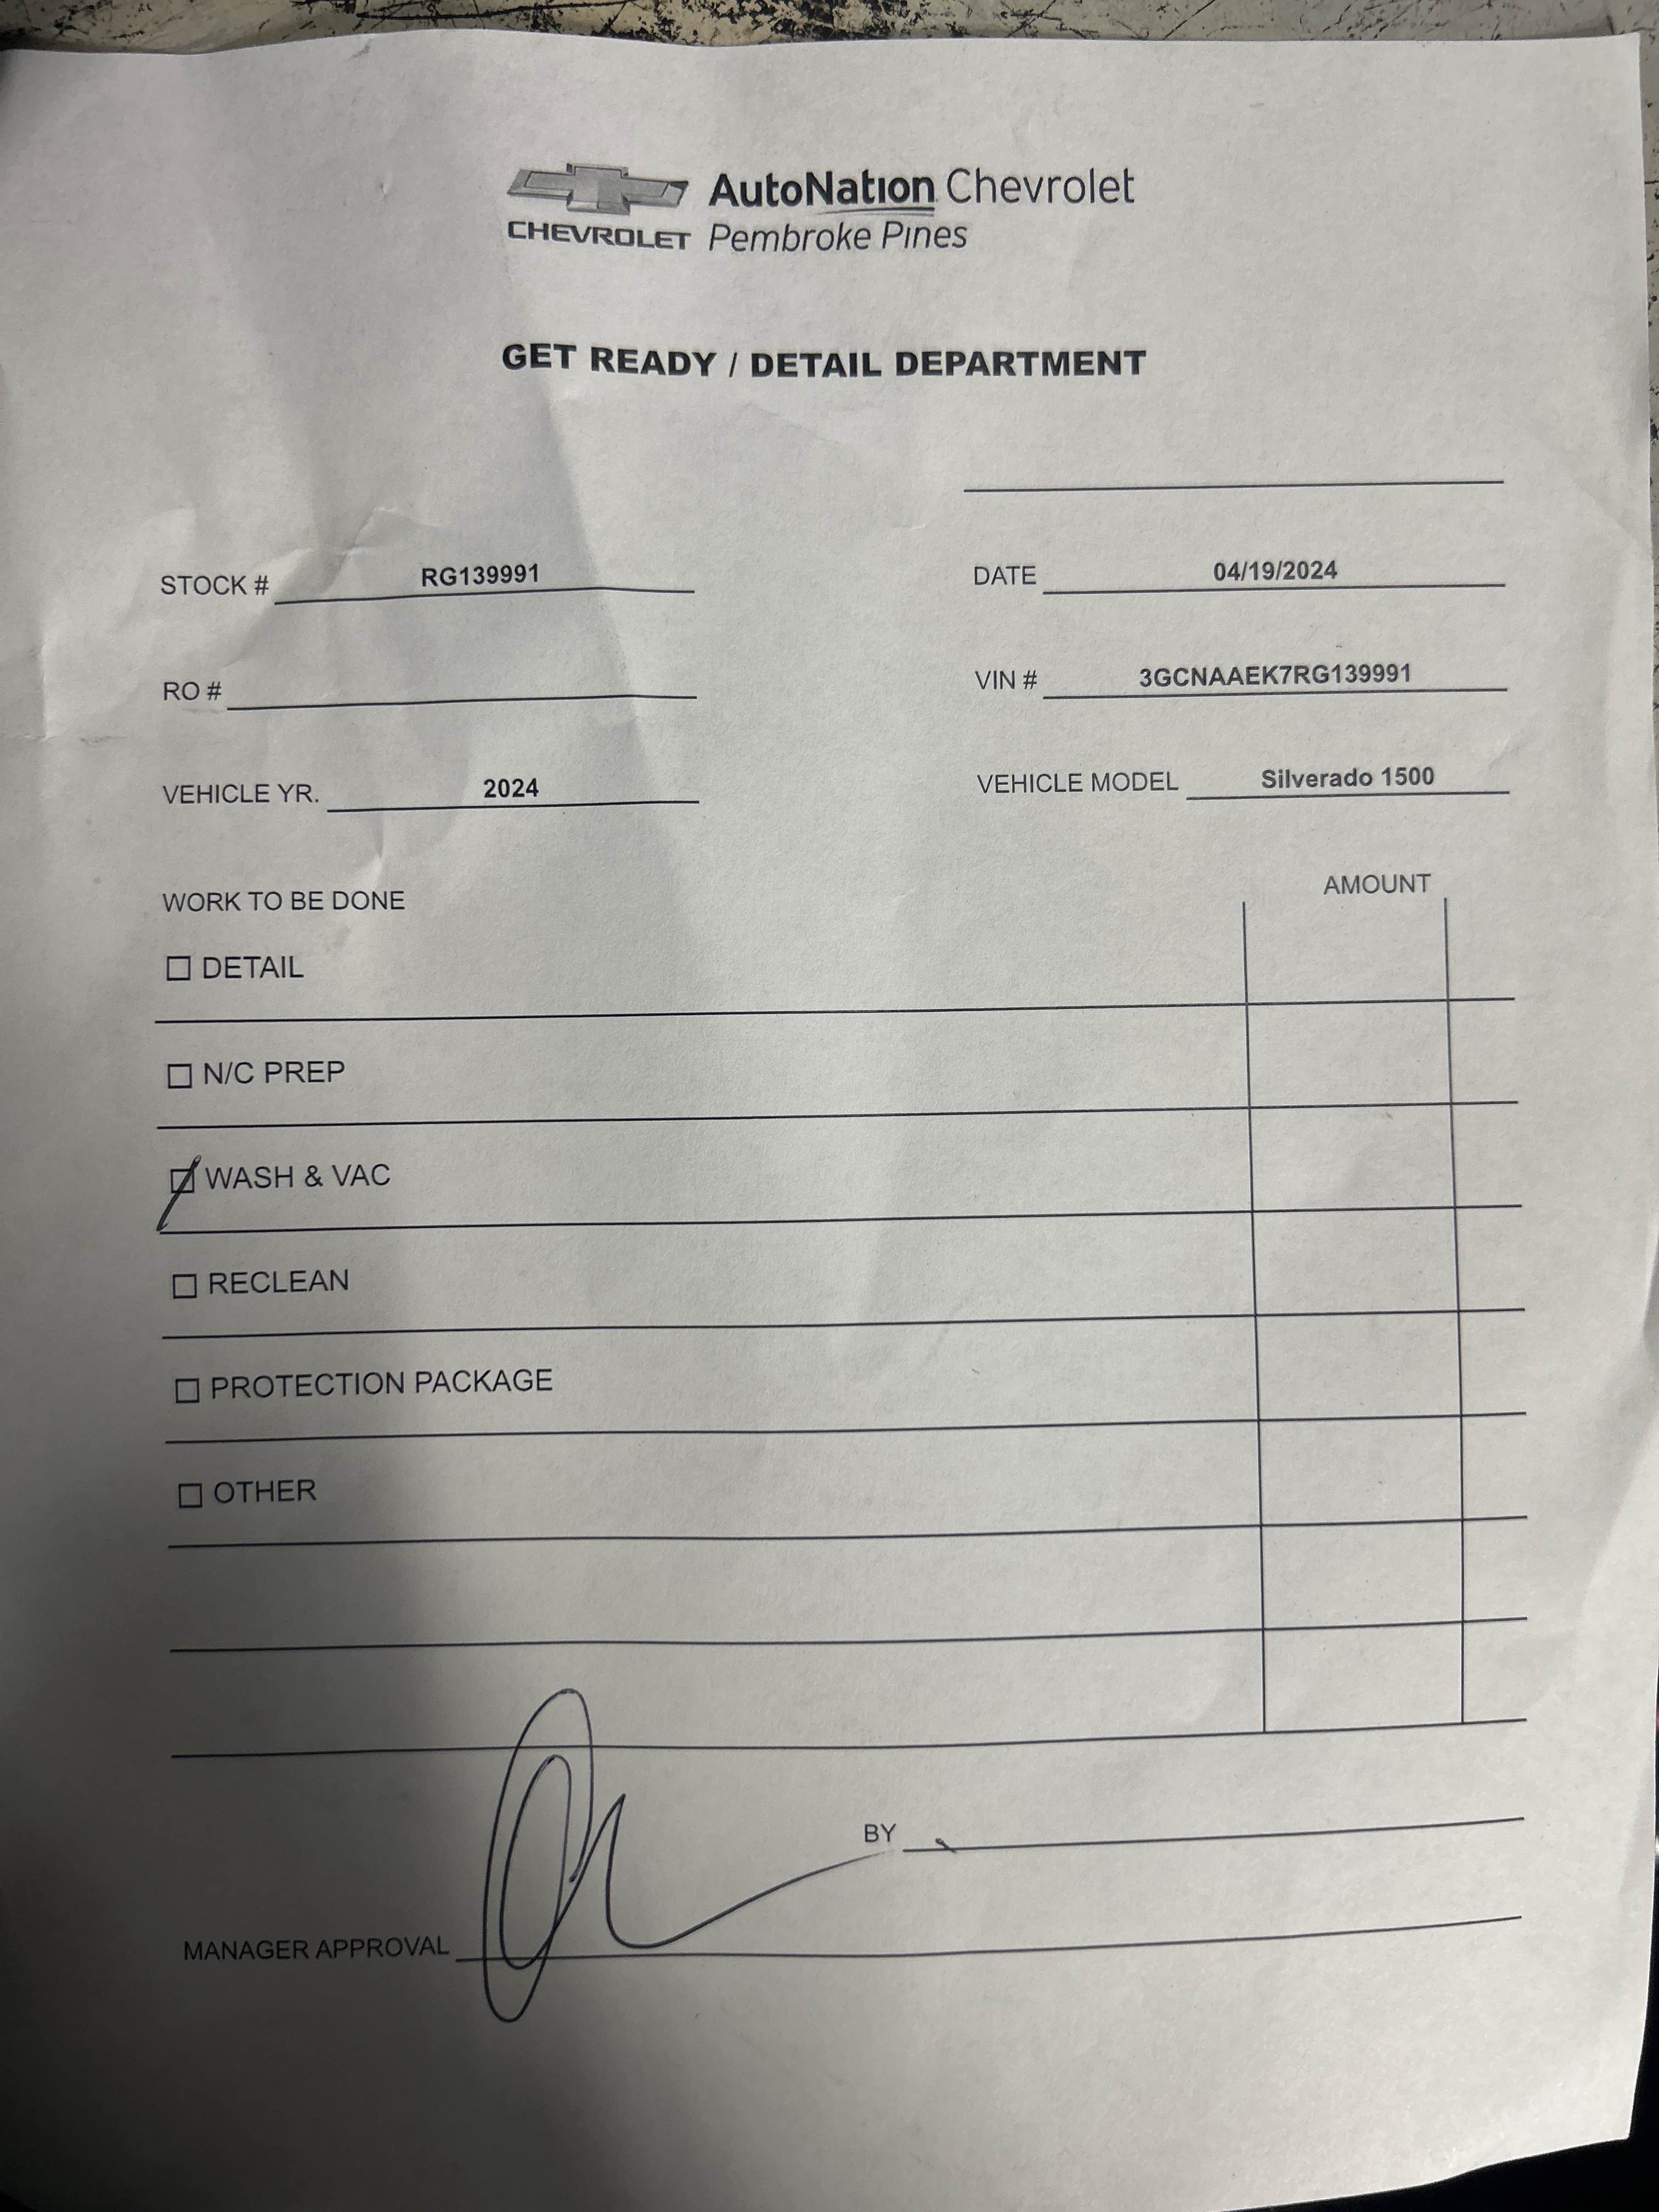 AutoNation Chevrolet
CHEVROLET Pembroke Pines
GET READY / DETAIL DEPARTMENT
STOCK # RG139991 DATE 04/19/2024
RO # VIN # 3GCNAAEK7RG139991
VEHICLE YR. 2024 VEHICLE MODEL Silverado 1500
WORK TO BE DONE AMOUNT
DETAIL
N/C PREP
WASH & VAC
RECLEAN
PROTECTION PACKAGE
OTHER
BY
MANAGER APPROVAL